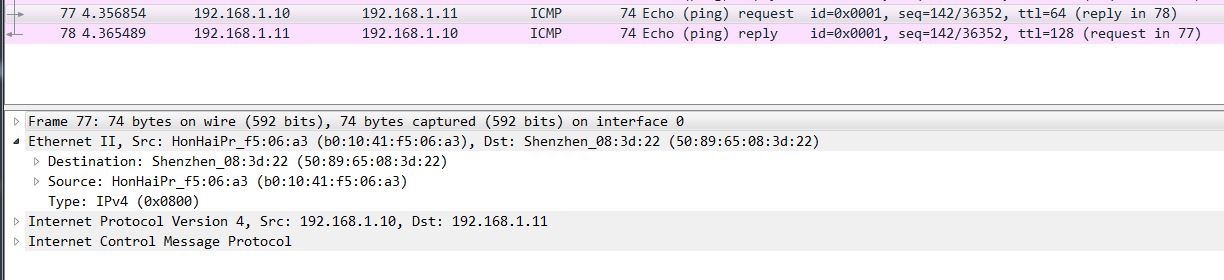 77 4.356854 192.168.1.10 192.168.1.11 ICMP 74 Echo (ping) request id=0x0001, seq=142/36352, ttl=64 (reply in 78)
78 4.365489 192.168.1.11 192.168.1.10 ICMP 74 Echo (ping) reply id=0x0001, seq=142/36352, ttl=128 (request in 77)
Frame 77: 74 bytes on wire (592 bits), 74 bytes captured (592 bits) on interface 0
Ethernet II, Src: HonHaiPr_f5:06:a3 (b0:10:41:f5:06:a3), Dst: Shenzhen_08:3d:22 (50:89:65:08:3d:22)
Destination: Shenzhen_08:3d:22 (50:89:65:08:3d:22)
Source: HonHaiPr_f5:06:a3 (b0:10:41:f5:06:a3)
Type: IPv4 (0x0800)
Internet Protocol Version 4, Src: 192.168.1.10, Dst: 192.168.1.11
Internet Control Message Protocol